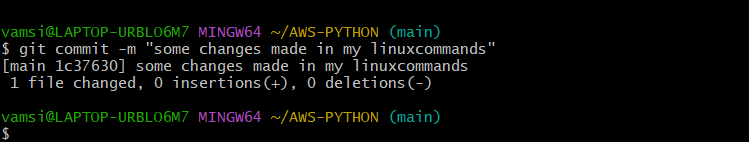 vamsi@LAPTOP-URBLO6M7 MINGW64 ~/AWS-PYTHON (main)
$ git commit -m "some changes made in my linuxcommands"
[main 1c37630] some changes made in my linuxcommands
 1 file changed, 0 insertions(+), 0 deletions(-)
vamsi@LAPTOP-URBLO6M7 MINGW64 ~/AWS-PYTHON (main)
$